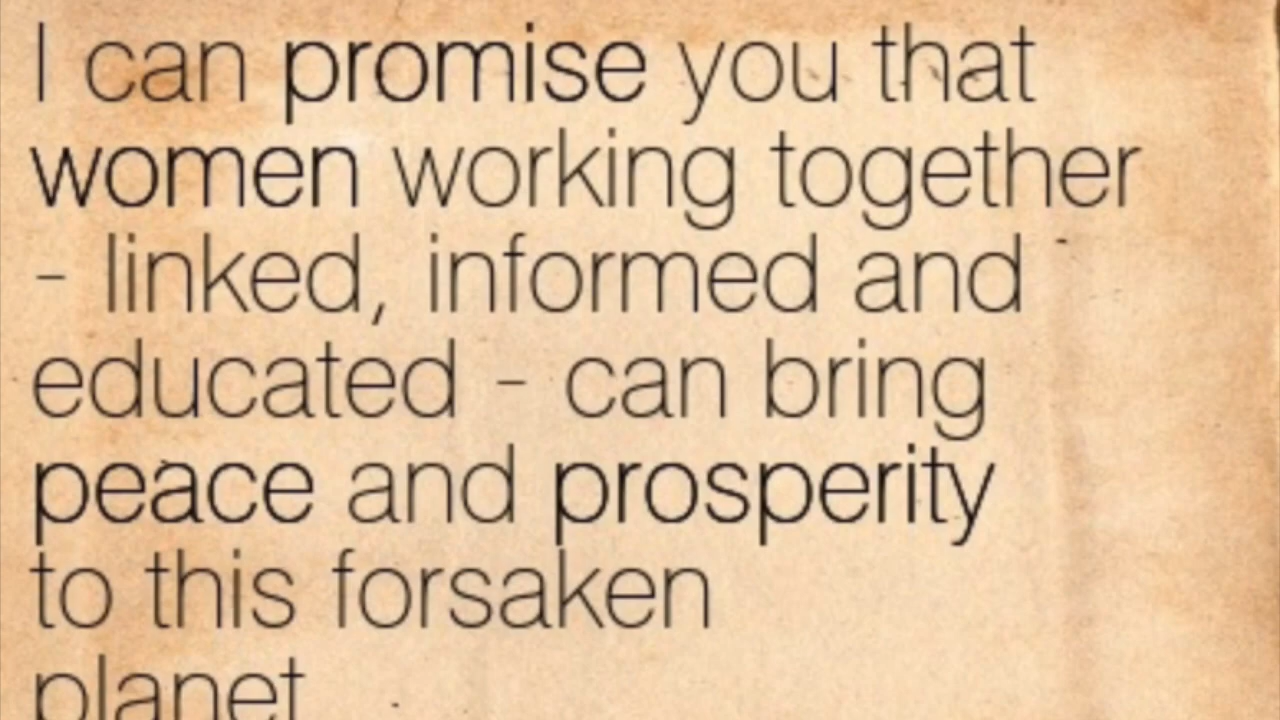 I can promise you that
women working together
- linked, informed and
educated - can bring
peace and prosperity
to this forsaken
planet